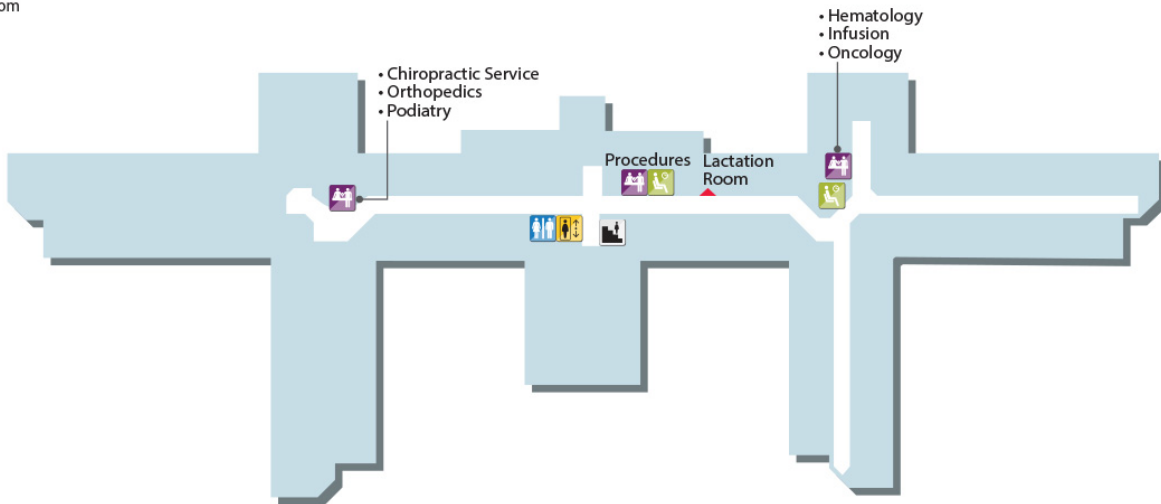 om
• Hematology
• Infusion
• Oncology
• Chiropractic Service
• Orthopedics
• Podiatry
Procedures
Lactation
Room